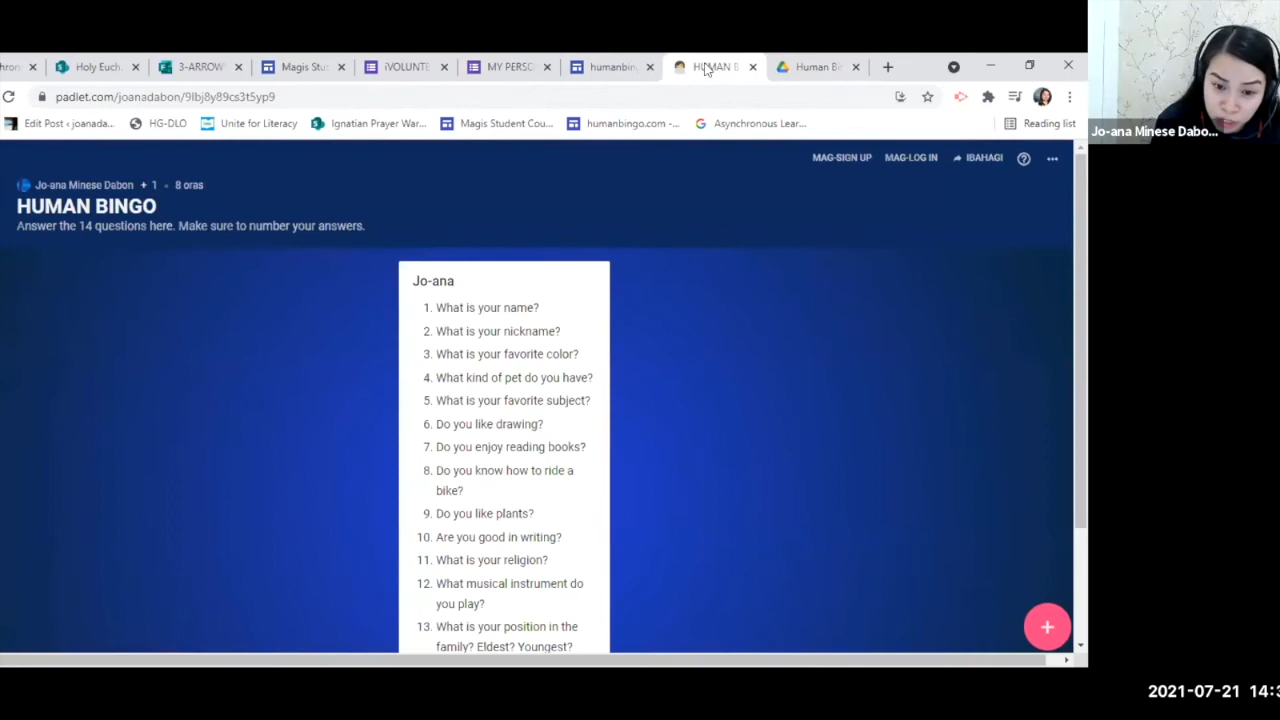 Holy Euch.
3-ARROW
Magis Stu
iVOLUNTE
MY PERSO
humanbin
HUMAN B
Human Bi
padlet.com/joanadabon/9lbj8y89cs3t5yp9
Edit Post ‹ joanada...
HG-DLO
Unite for Literacy
Ignatian Prayer War...
Magis Student Cou...
humanbingo.com -...
Asynchronous Lear...
Reading list
Jo-ana Minese Dabo...
MAG-SIGN UP
MAG-LOG IN
IBAHAGI
Jo-ana Minese Dabon + 1 • 8 oras
HUMAN BINGO
Answer the 14 questions here. Make sure to number your answers.
Jo-ana
1. What is your name?
2. What is your nickname?
3. What is your favorite color?
4. What kind of pet do you have?
5. What is your favorite subject?
6. Do you like drawing?
7. Do you enjoy reading books?
8. Do you know how to ride a
bike?
9. Do you like plants?
10. Are you good in writing?
11. What is your religion?
12. What musical instrument do
you play?
13. What is your position in the
family? Eldest? Youngest?
2021-07-21 14:3